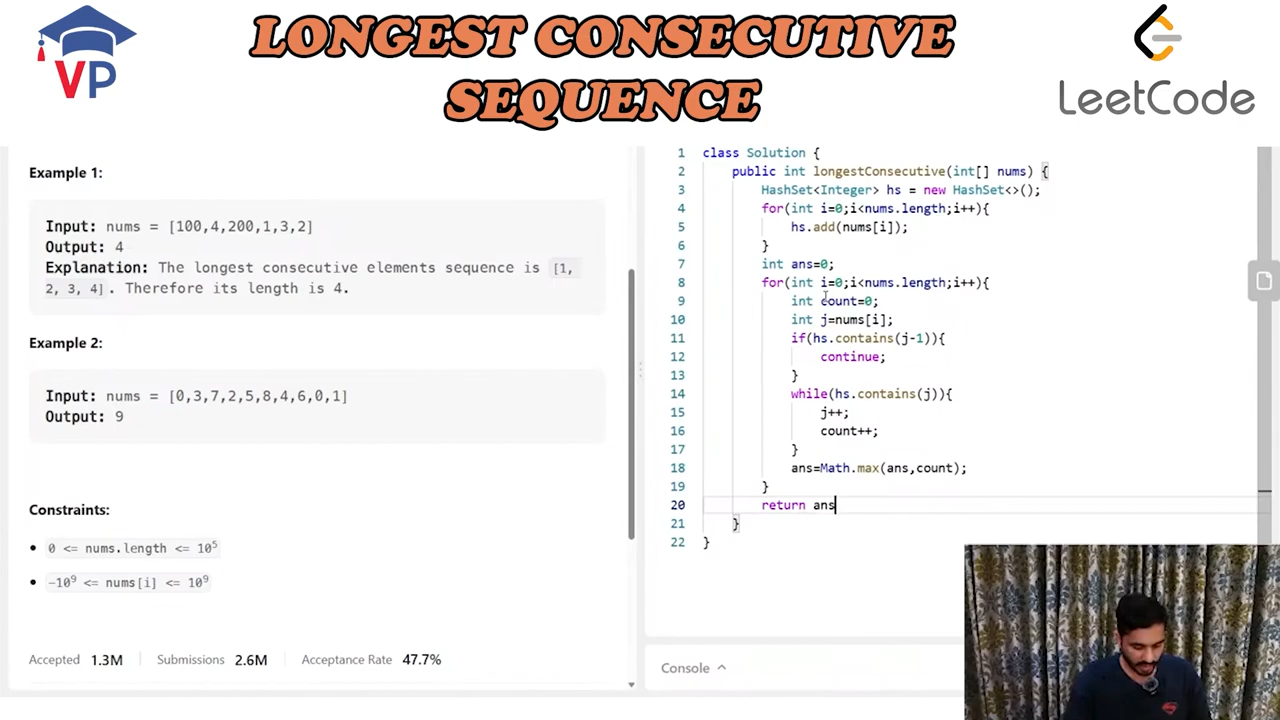 LONGEST CONSECUTIVE
SEQUENCE
VP
LeetCode
Example 1:
Input: nums = [100,4,200,1,3,2]
Output: 4
Explanation: The longest consecutive elements sequence is [1,
2, 3, 4]. Therefore its length is 4.
Example 2:
Input: nums = [0,3,7,2,5,8,4,6,0,1]
Output: 9
Constraints:
• 0 <= nums.length <= 10⁵
• -10⁹ <= nums[i] <= 10⁹
Accepted 1.3M Submissions 2.6M Acceptance Rate 47.7%
1 class Solution {
2 public int longestConsecutive(int[] nums) {
3 HashSet<Integer> hs = new HashSet<>();
4 for(int i=0;i<nums.length;i++){
5 hs.add(nums[i]);
6 }
7 int ans=0;
8 for(int i=0;i<nums.length;i++){
9 int count=0;
10 int j=nums[i];
11 if(hs.contains(j-1)){
12 continue;
13 }
14 while(hs.contains(j)){
15 j++;
16 count++;
17 }
18 ans=Math.max(ans,count);
19 }
20 return ans
21 }
22 }
Console